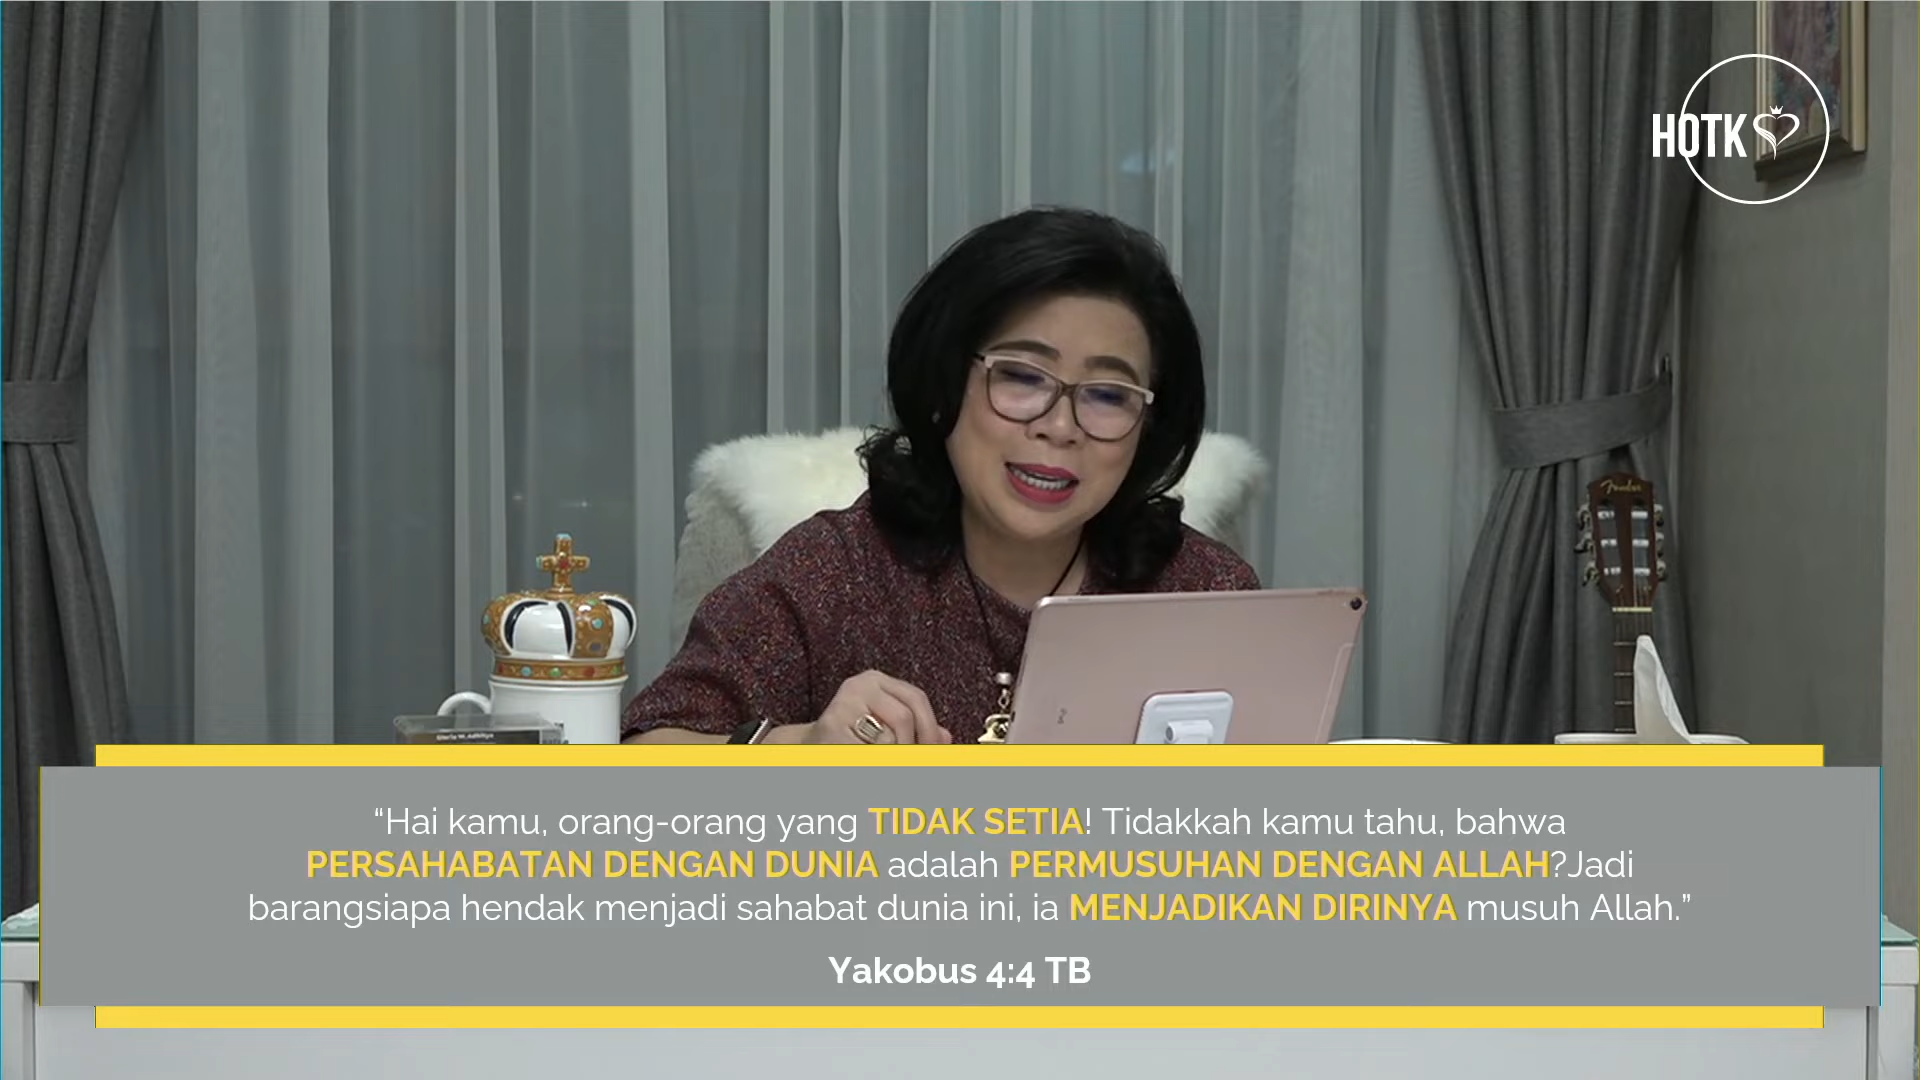 HOTK
Fender
“Hai kamu, orang-orang yang TIDAK SETIA! Tidakkah kamu tahu, bahwa
PERSAHABATAN DENGAN DUNIA adalah PERMUSUHAN DENGAN ALLAH?Jadi
barangsiapa hendak menjadi sahabat dunia ini, ia MENJADIKAN DIRINYA musuh Allah.”
Yakobus 4:4 TB